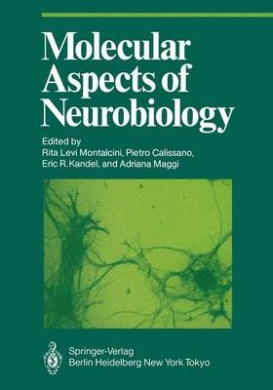 Molecular
Aspects of
Neurobiology
Edited by
Rita Levi Montalcini, Pietro Calissano,
Eric R. Kandel, and Adriana Maggi
Springer-Verlag
Berlin Heidelberg New York Tokyo